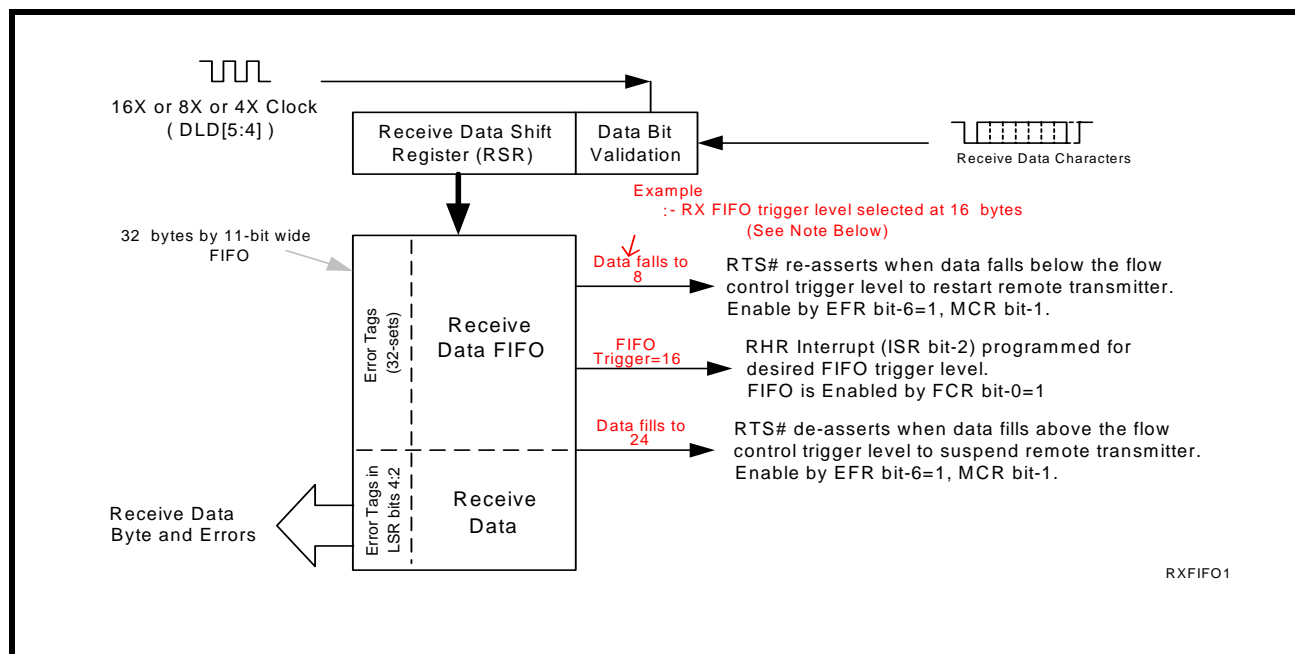 16X or 8X or 4X Clock
( DLD[5:4] )
Receive Data Shift
Register (RSR)
Data Bit
Validation
Receive Data Characters
Example
:- RX FIFO trigger level selected at 16 bytes
(See Note Below)
32 bytes by 11-bit wide
FIFO
Error Tags
(32-sets)
Receive
Data FIFO
Data falls to
8
RTS# re-asserts when data falls below the flow
control trigger level to restart remote transmitter.
Enable by EFR bit-6=1, MCR bit-1.
FIFO
Trigger=16
RHR Interrupt (ISR bit-2) programmed for
desired FIFO trigger level.
FIFO is Enabled by FCR bit-0=1
Data fills to
24
RTS# de-asserts when data fills above the flow
control trigger level to suspend remote transmitter.
Enable by EFR bit-6=1, MCR bit-1.
Error Tags in
LSR bits 4:2
Receive
Data
Receive Data
Byte and Errors
RXFIFO1